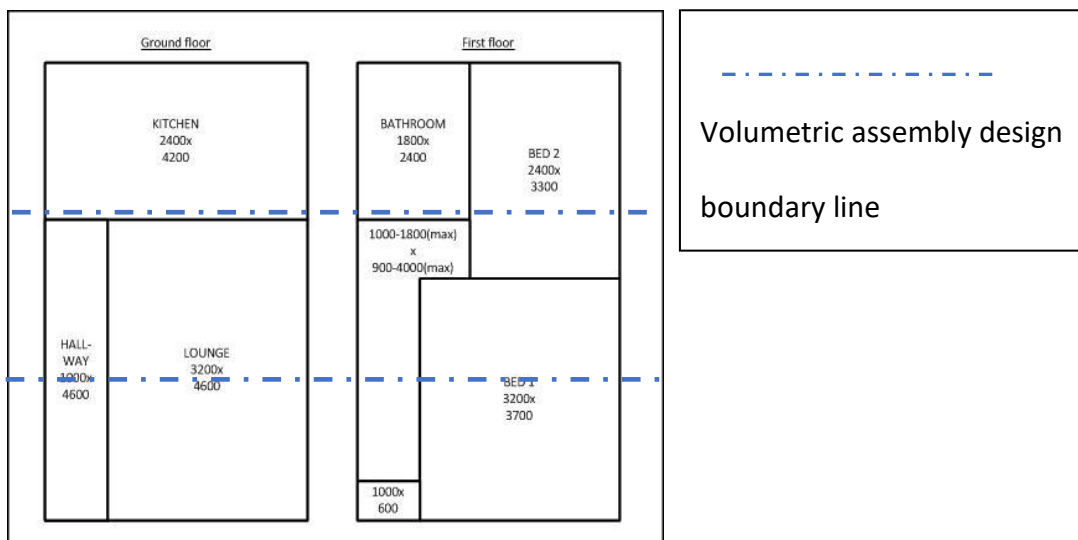 Ground floor
KITCHEN
2400x
4200
HALL-
WAY
1000x
4600
LOUNGE
3200x
4600
First floor
BATHROOM
1800x
2400
BED 2
2400x
3300
1000-1800(max)
x
900-4000(max)
BED 1
3200x
3700
1000x
600
Volumetric assembly design
boundary line